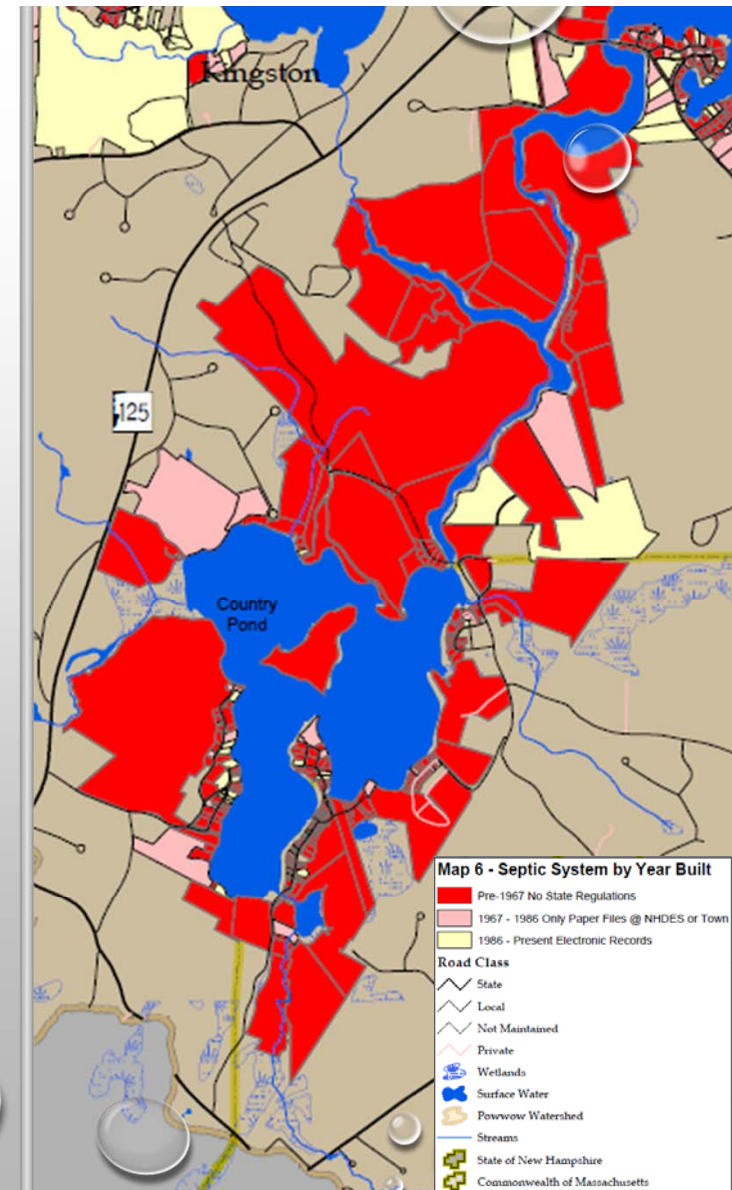 Kingston
125
Country
Pond
Map 6 - Septic System by Year Built
Pre-1967 No State Regulations
1967 - 1986 Only Paper Files @ NHDES or Town
1986 - Present Electronic Records
Road Class
State
Local
Not Maintained
Private
Wetlands
Surface Water
Powwow Watershed
Streams
State of New Hampshire
Commonwealth of Massachusetts